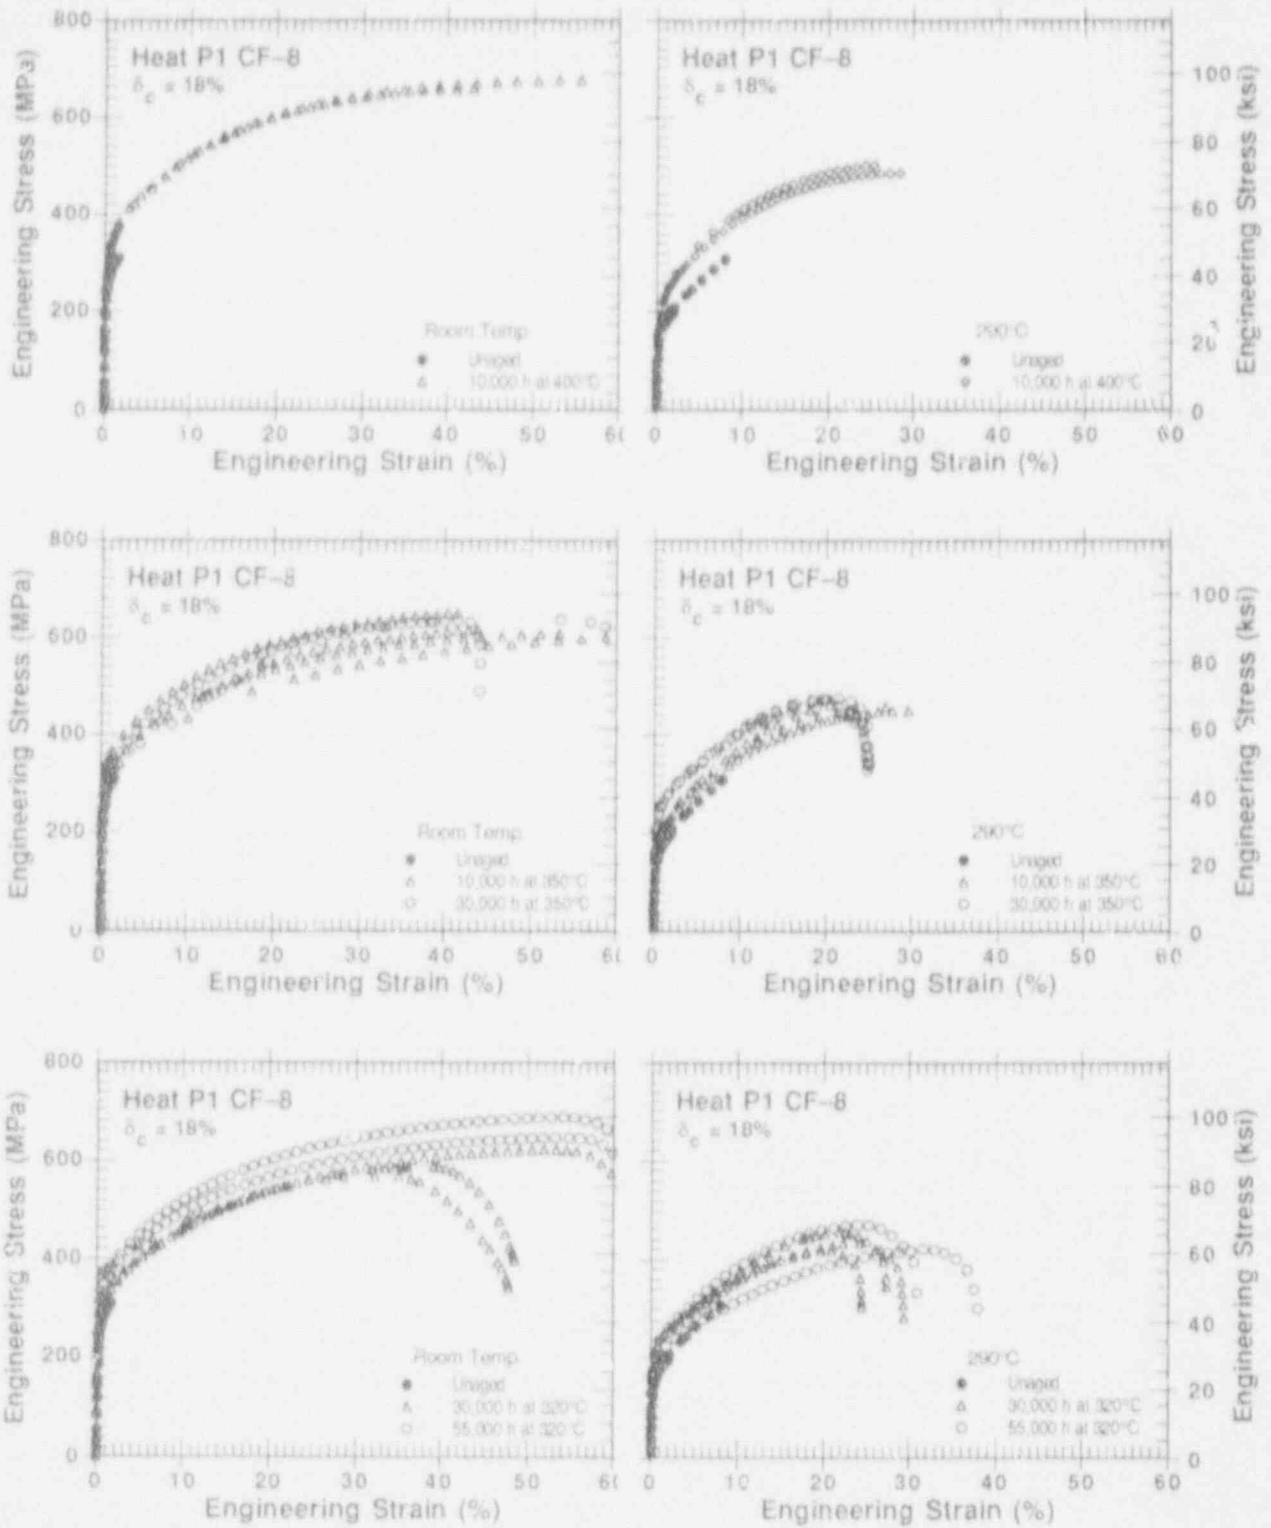 800
600
400
200
0
Engineering Stress (MPa)
Heat P1 CF-8
δc = 18%
Room Temp
Unaged
10,000 h at 400°C
0 10 20 30 40 50 60
Engineering Strain (%)
Heat P1 CF-8
δc = 18%
290°C
Unaged
10,000 h at 400°C
100
80
60
40
20
0
Engineering Stress (ksi)
0 10 20 30 40 50 60
Engineering Strain (%)
800
600
400
200
0
Engineering Stress (MPa)
Heat P1 CF-8
δc = 18%
Room Temp
Unaged
10,000 h at 350°C
30,000 h at 350°C
0 10 20 30 40 50
Engineering Strain (%)
Heat P1 CF-8
δc = 18%
290°C
Unaged
10,000 h at 350°C
30,000 h at 350°C
100
80
60
40
20
0
Engineering Stress (ksi)
0 10 20 30 40 50 60
Engineering Strain (%)
800
600
400
200
0
Engineering Stress (MPa)
Heat P1 CF-8
δc = 18%
Room Temp
Unaged
30,000 h at 320°C
55,000 h at 320°C
0 10 20 30 40 50 60
Engineering Strain (%)
Heat P1 CF-8
δc = 18%
290°C
Unaged
30,000 h at 320°C
55,000 h at 320°C
100
80
60
40
20
0
Engineering Stress (ksi)
0 10 20 30 40 50 60
Engineering Strain (%)